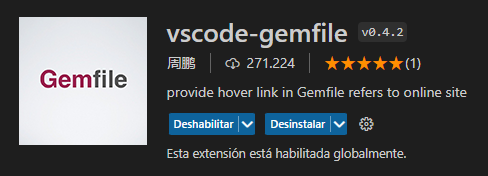 Gemfile
vscode-gemfile v0.4.2
周鹏 271.224 (1)
provide hover link in Gemfile refers to online site
Deshabilitar Desinstalar
Esta extensión está habilitada globalmente.